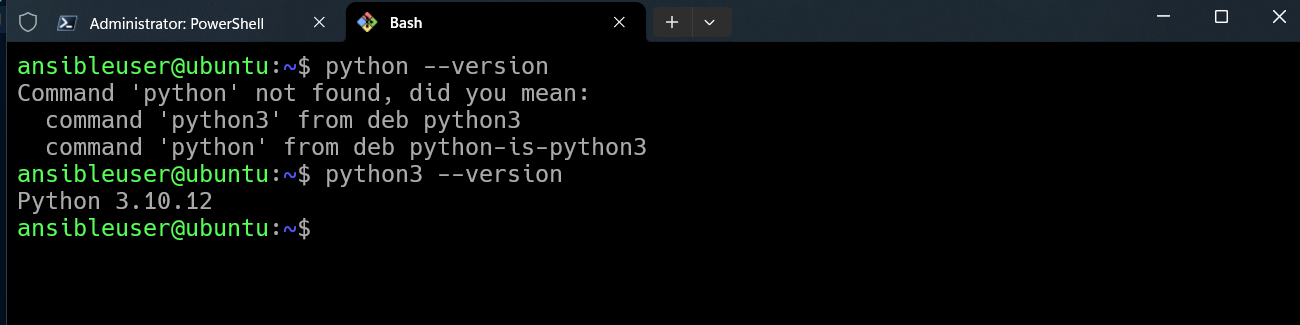 Administrator: PowerShell
Bash
ansibleuser@ubuntu:~$ python --version
Command 'python' not found, did you mean:
  command 'python3' from deb python3
  command 'python' from deb python-is-python3
ansibleuser@ubuntu:~$ python3 --version
Python 3.10.12
ansibleuser@ubuntu:~$